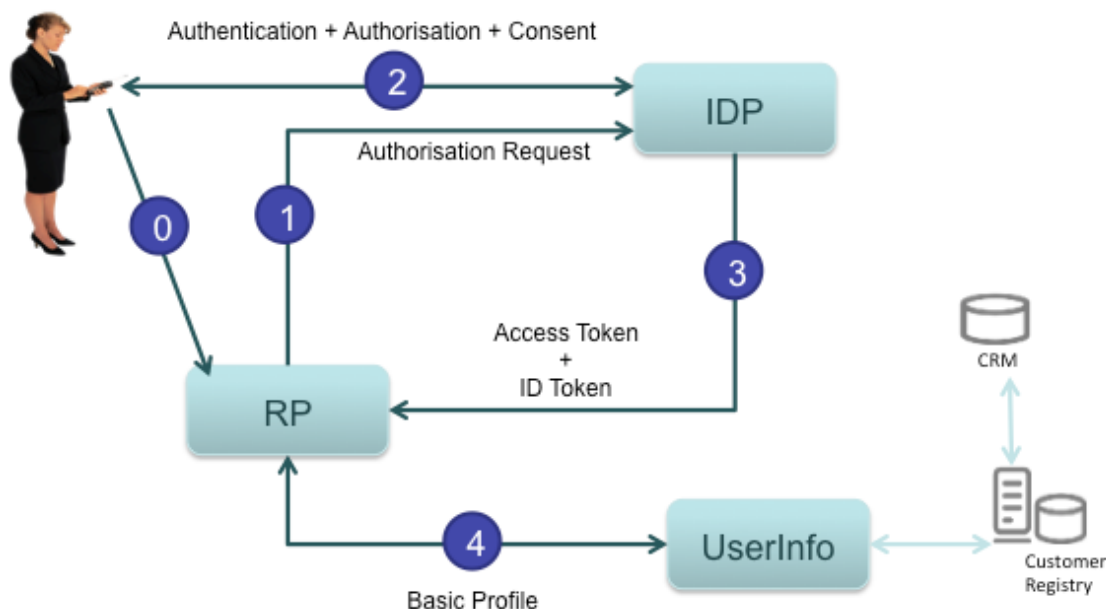 Authentication + Authorisation + Consent
2
IDP
Authorisation Request
0
1
3
Access Token
+
ID Token
CRM
RP
4
UserInfo
Basic Profile
Customer
Registry